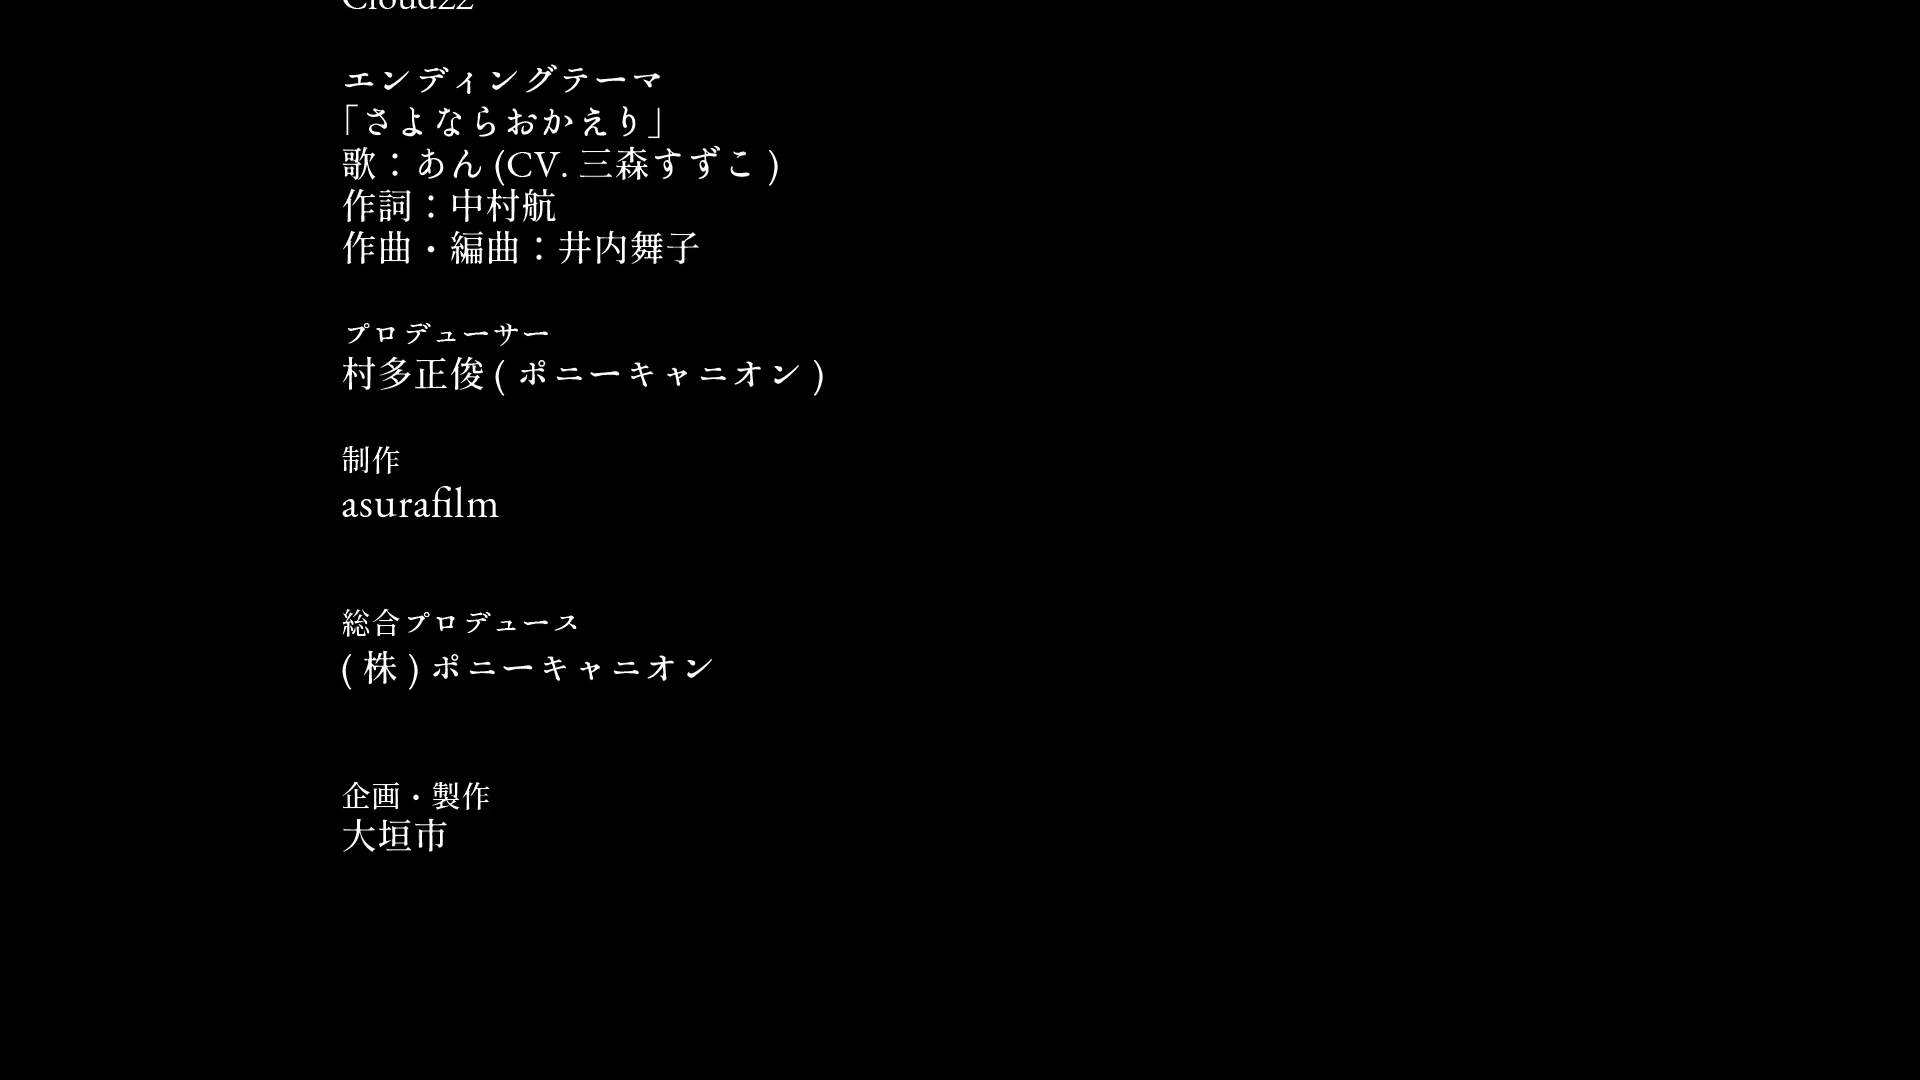 Cloud22
エンディングテーマ
「さよならおかえり」
歌：あん (CV. 三森すずこ )
作詞：中村航
作曲・編曲：井内舞子
プロデューサー
村多正俊 ( ポニーキャニオン )
制作
asurafilm
総合プロデュース
( 株 ) ポニーキャニオン
企画・製作
大垣市